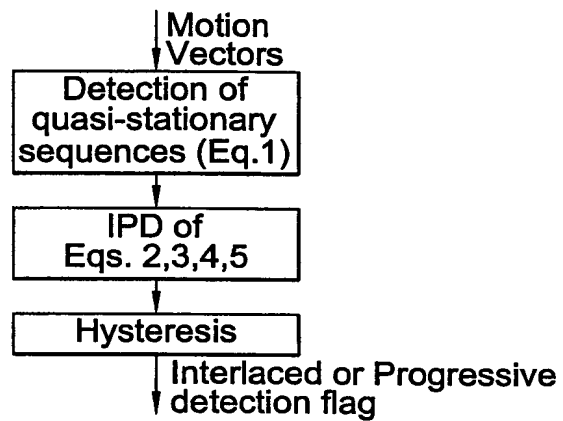 Motion
Vectors
Detection of
quasi-stationary
sequences (Eq.1)
IPD of
Eqs. 2,3,4,5
Hysteresis
Interlaced or Progressive
detection flag